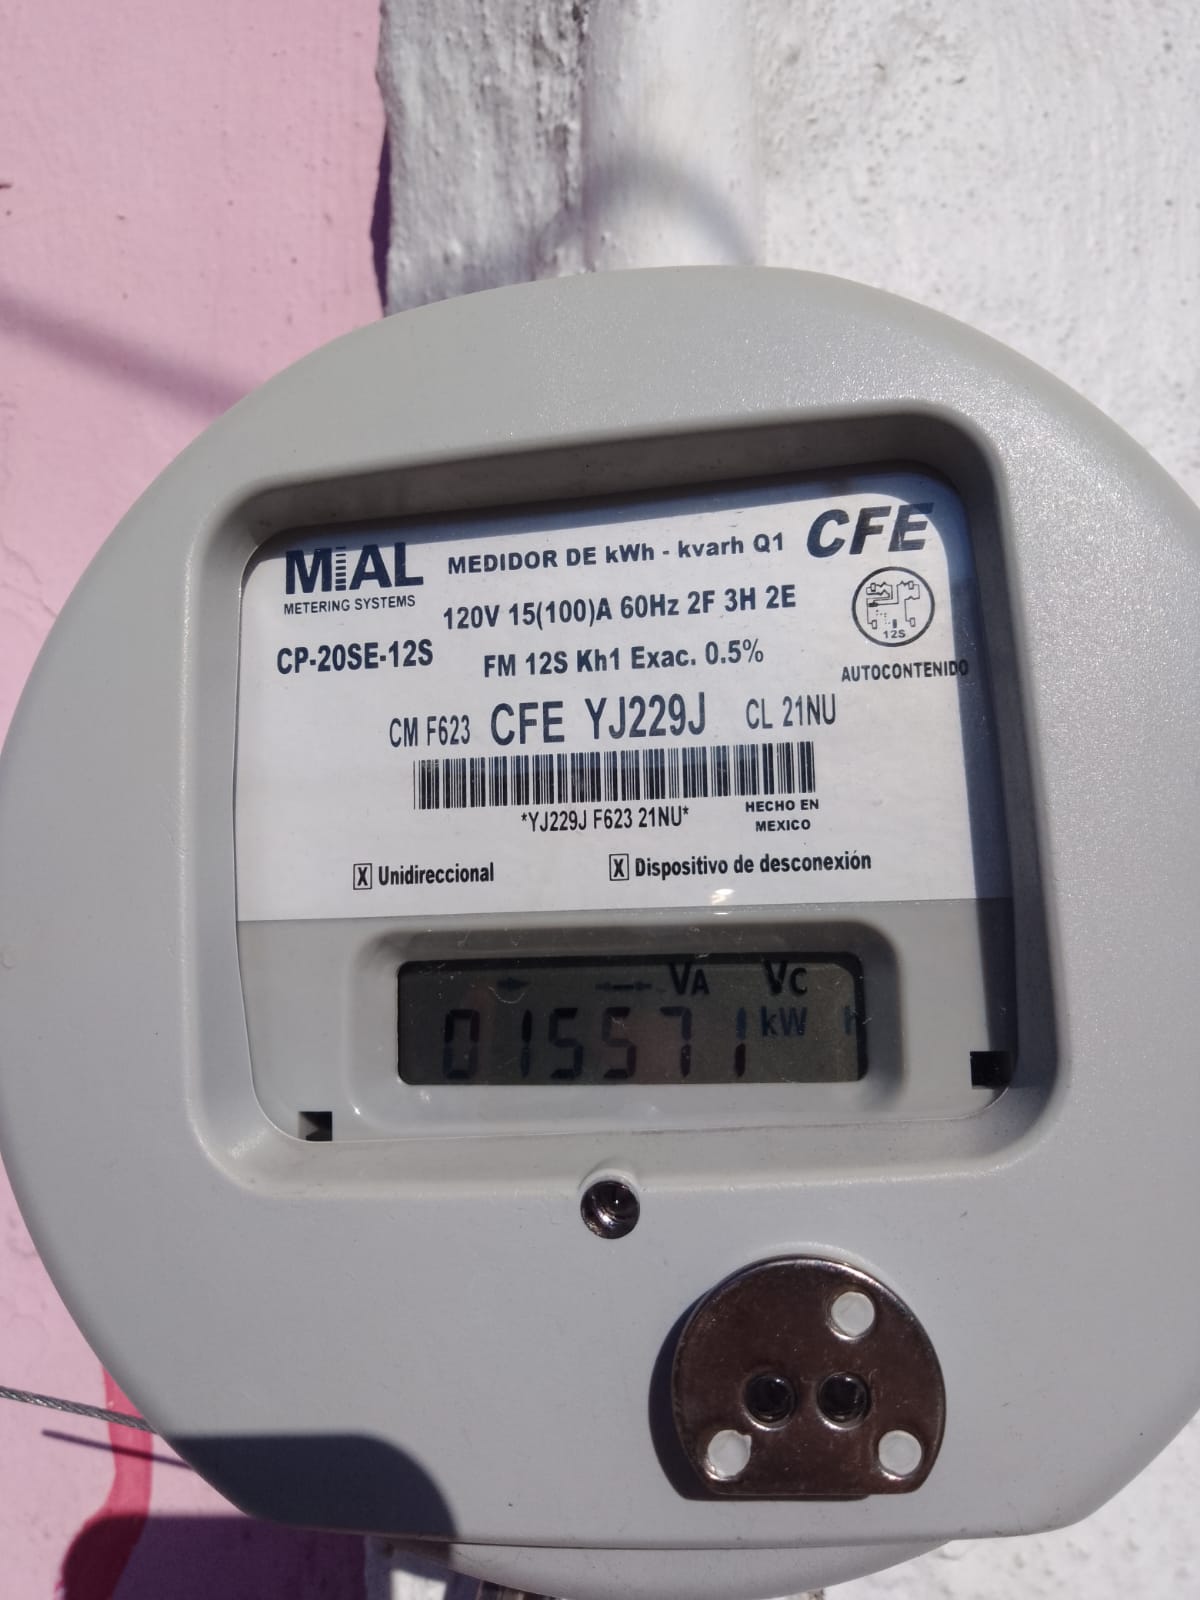 MIAL
METERING SYSTEMS
MEDIDOR DE kWh - kvarh Q1
CFE
120V 15(100)A 60Hz 2F 3H 2E
12S
CP-20SE-12S
FM 12S Kh1 Exac. 0.5%
AUTOCONTENIDO
CM F623 CFE YJ229J CL 21NU
*YJ229J F623 21NU*
HECHO EN
MEXICO
X Unidireccional
X Dispositivo de desconexión
VA VC
015571 kW h